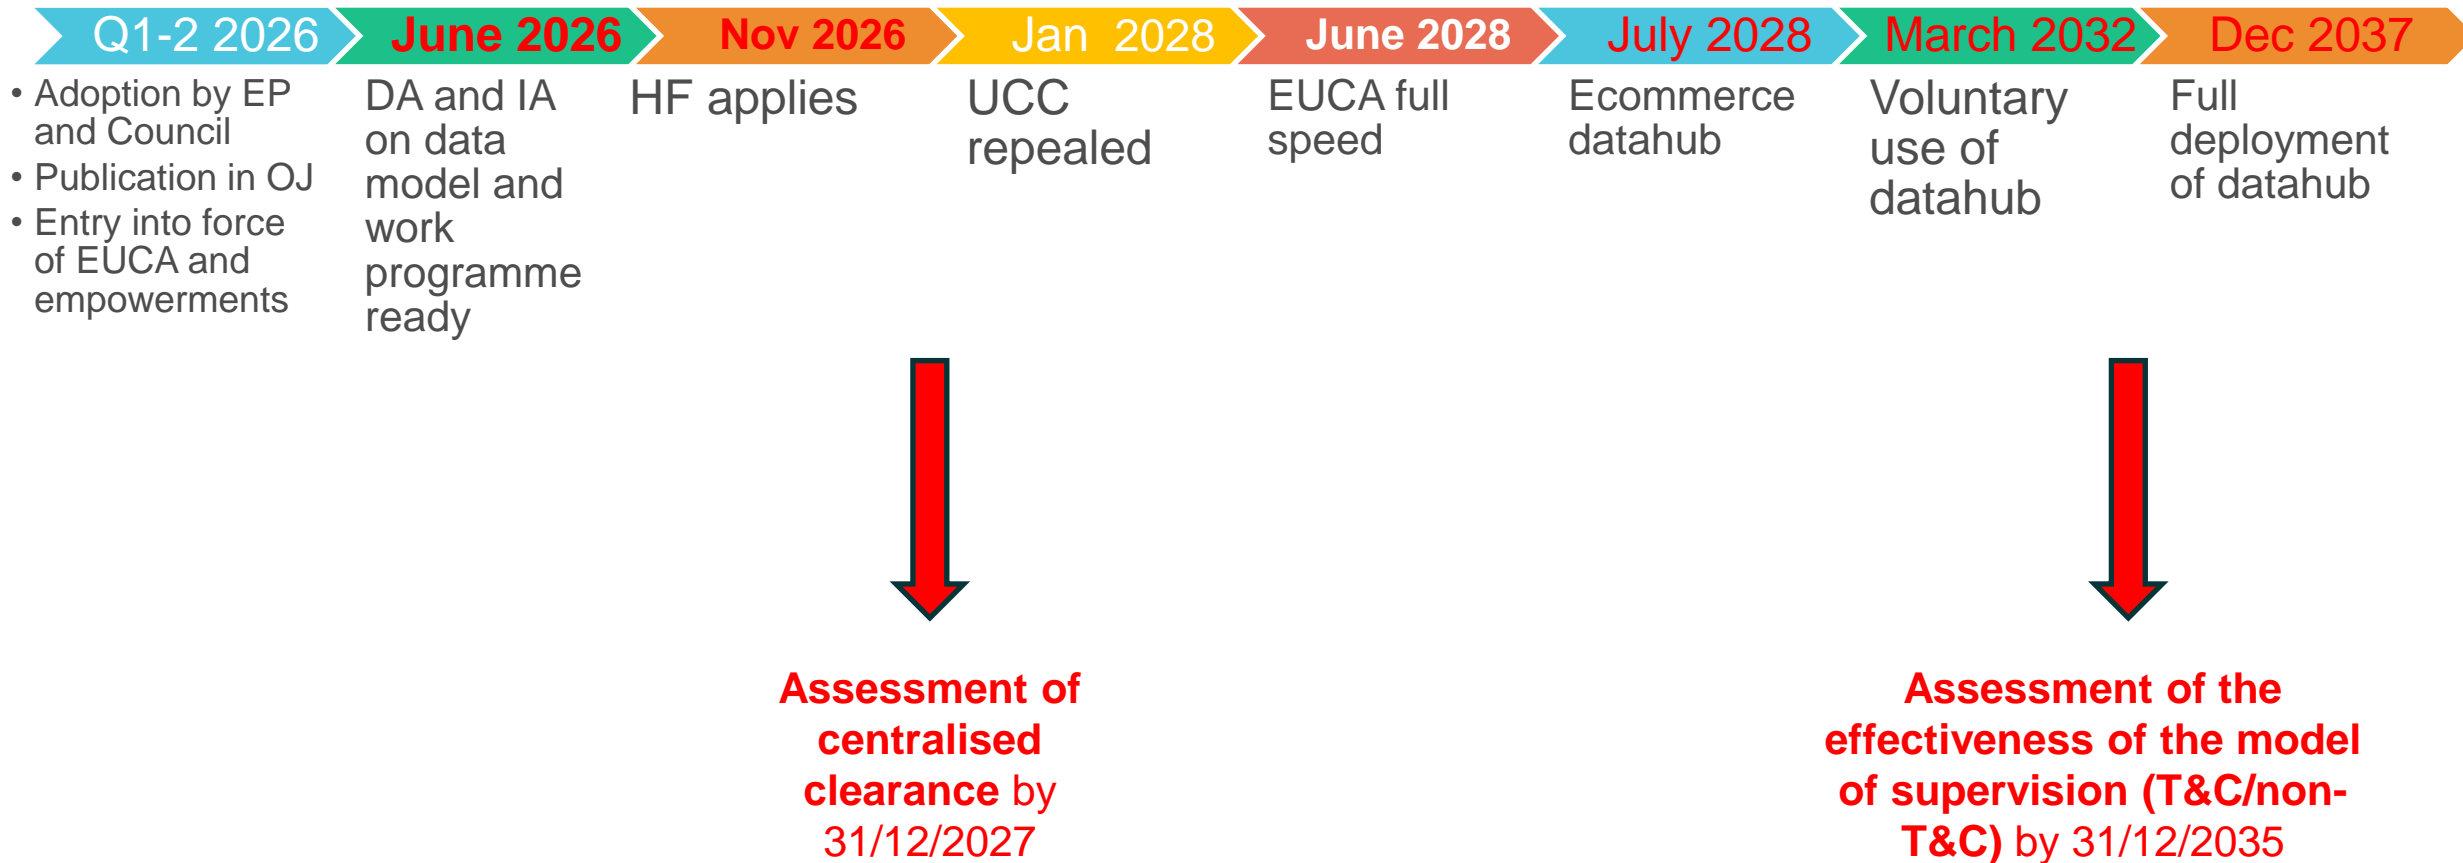 Q1-2 2026
• Adoption by EP
and Council
• Publication in OJ
• Entry into force
of EUCA and
empowerments
June 2026
DA and IA
on data
model and
work
programme
ready
Nov 2026
HF applies
Jan 2028
UCC
repealed
June 2028
EUCA full
speed
July 2028
Ecommerce
datahub
March 2032
Voluntary
use of
datahub
Dec 2037
Full
deployment
of datahub
Assessment of
centralised
clearance by
31/12/2027
Assessment of the
effectiveness of the model
of supervision (T&C/non-
T&C) by 31/12/2035